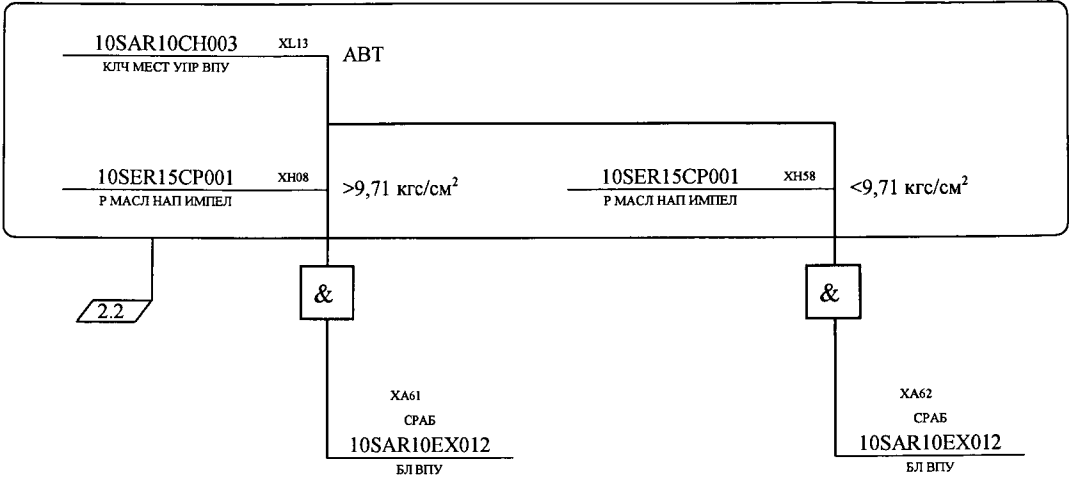 10SAR10CH003 XL13 АВТ
КЛЧ МЕСТ УПР ВПУ
10SER15CP001 XH08 >9,71 кгс/см²
Р МАСЛ НАП ИМПЕЛ
10SER15CP001 XH58 <9,71 кгс/см²
Р МАСЛ НАП ИМПЕЛ
2.2
&
&
XA61
СРАБ
10SAR10EX012
БЛ ВПУ
XA62
СРАБ
10SAR10EX012
БЛ ВПУ